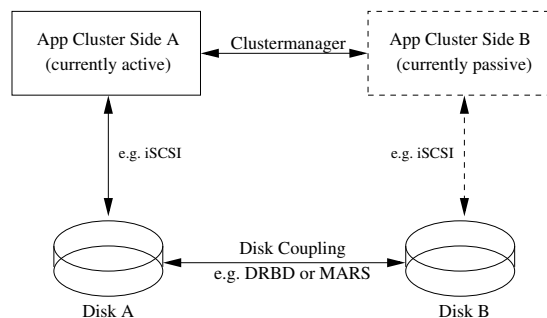 App Cluster Side A
(currently active)
Clustermanager
App Cluster Side B
(currently passive)
e.g. iSCSI
e.g. iSCSI
Disk Coupling
e.g. DRBD or MARS
Disk A
Disk B